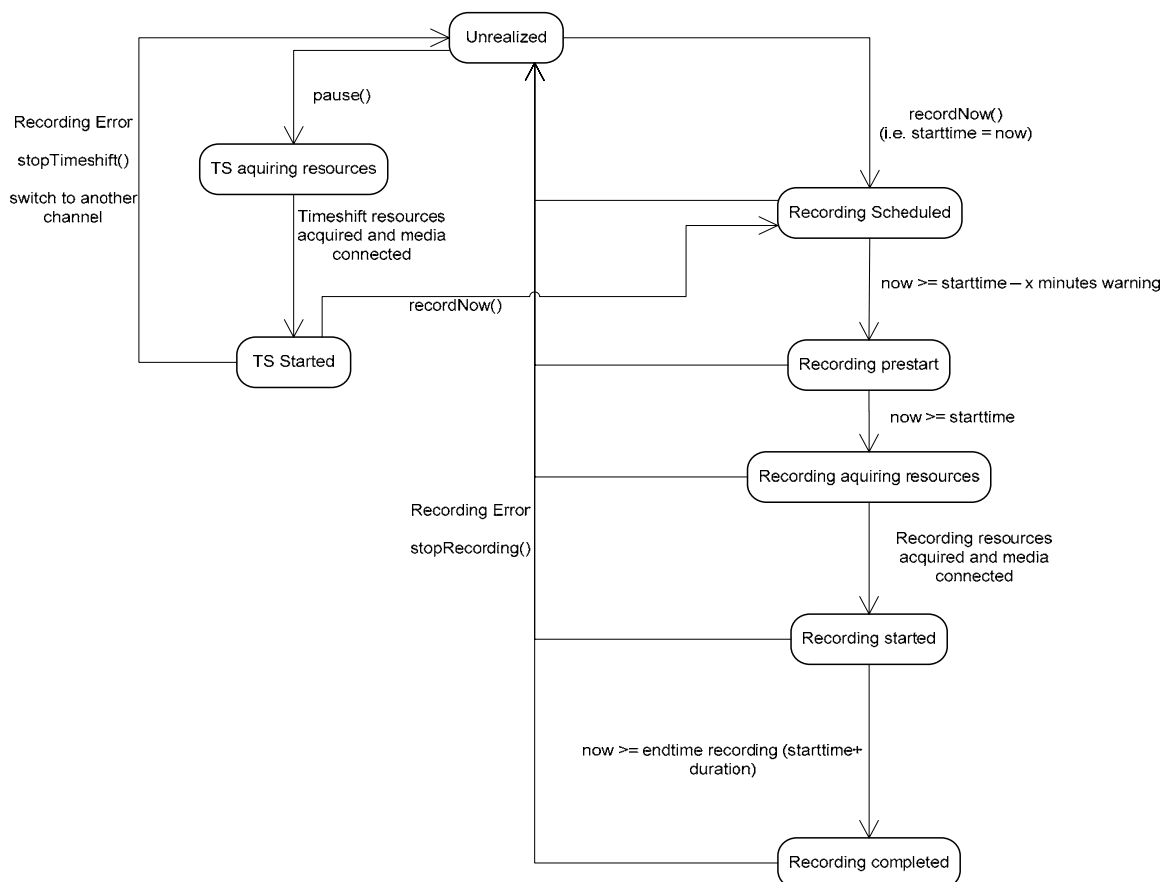 Unrealized
pause()
Recording Error
stopTimeshift()
switch to another
channel
recordNow()
(i.e. starttime = now)
TS aquiring resources
Recording Scheduled
Timeshift resources
acquired and media
connected
now >= starttime – x minutes warning
recordNow()
TS Started
Recording prestart
now >= starttime
Recording aquiring resources
Recording Error
stopRecording()
Recording resources
acquired and media
connected
Recording started
now >= endtime recording (starttime+
duration)
Recording completed